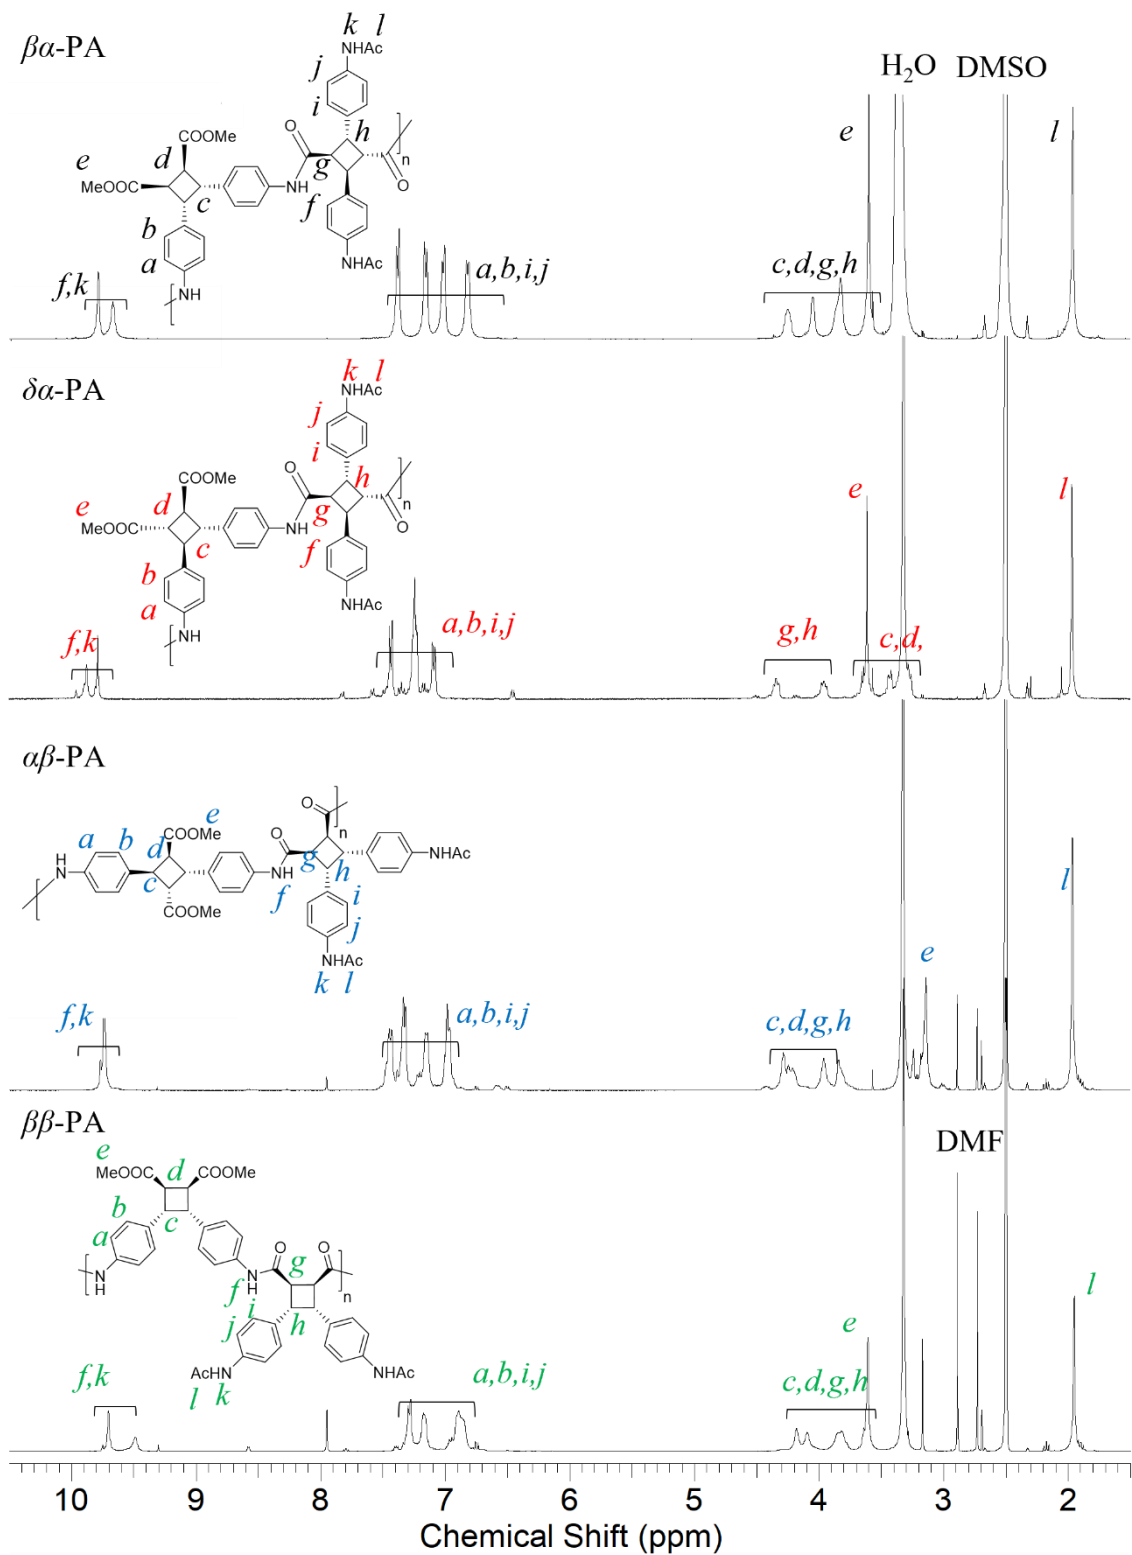 βα-PA
k l
NHAc
j
i
COOMe
O
h
]n
d
e
MeOOC
g
c
N
H
O
b
f
a
NHAc
NH
[
f,k
a,b,i,j
c,d,g,h
e
H2O
DMSO
l
δα-PA
k l
NHAc
j
i
COOMe
O
h
]n
d
e
MeOOC
g
c
NH
O
b
f
a
NHAc
NH
[
f,k
a,b,i,j
g,h
e
c,d,
l
αβ-PA
O
]n
e
a b
COOMe
O
d
H
N
g
NHAc
c
N
H
h
f
i
COOMe
j
NHAc
k l
f,k
a,b,i,j
c,d,g,h
e
l
ββ-PA
e
MeOOC
d
COOMe
b
c
a
O
g
O
[
N
H
N
H
]n
f
i
j
h
AcHN
NHAc
l k
f,k
a,b,i,j
c,d,g,h
e
DMF
l
10 9 8 7 6 5 4 3 2
Chemical Shift (ppm)